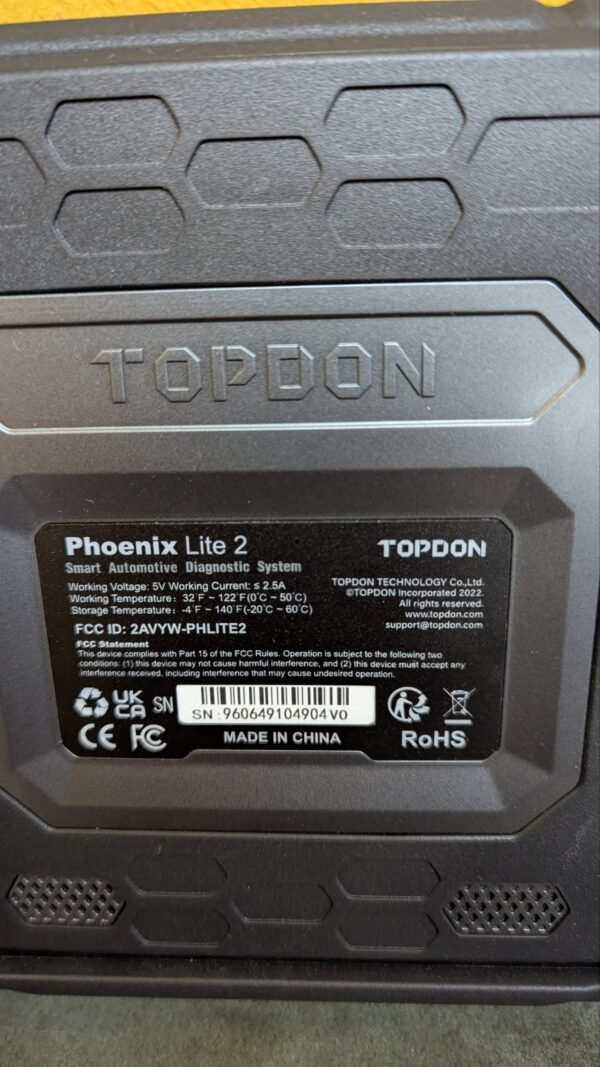 TOPDON
Phoenix Lite 2
Smart Automotive Diagnostic System
Working Voltage: 5V Working Current: ≤ 2.5A
Working Temperature: 32°F ~ 122°F(0°C ~ 50°C)
Storage Temperature: -4°F ~ 140°F(-20°C ~ 60°C)
FCC ID: 2AVYW-PHLITE2
TOPDON
TOPDON TECHNOLOGY Co.,Ltd.
©TOPDON Incorporated 2022.
All rights reserved.
www.topdon.com
support@topdon.com
FCC Statement
This device complies with Part 15 of the FCC Rules. Operation is subject to the following two
conditions: (1) this device may not cause harmful interference, and (2) this device must accept any
interference received, including interference that may cause undesired operation.
UK
CA
SN
SN:960649104904V0
CE FC
MADE IN CHINA
RoHS